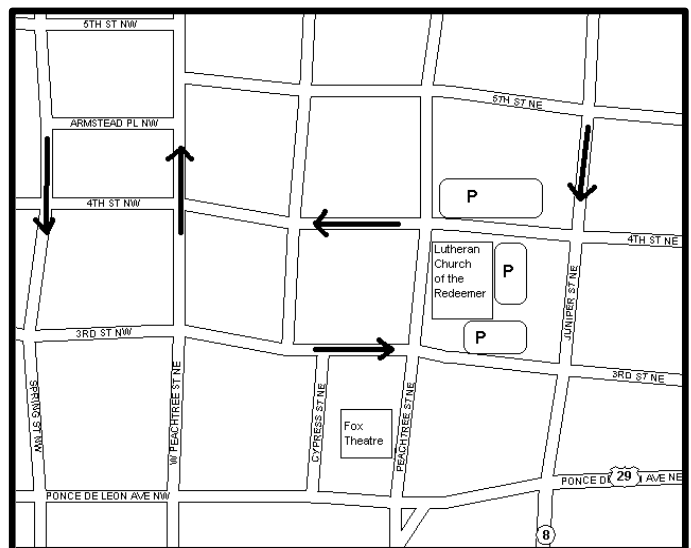 5TH ST NW
5TH ST NE
ARMSTEAD PL NW
P
4TH ST NW
4TH ST NE
Lutheran
Church
of the
Redeemer
P
P
JUNIPER ST NE
3RD ST NW
3RD ST NE
SPRING ST NW
W PEACHTREE ST NE
CYPRESS ST NE
Fox
Theatre
PEACHTREE ST NE
PONCE DE LEON AVE NW
PONCE D
29
I AVE NE
8